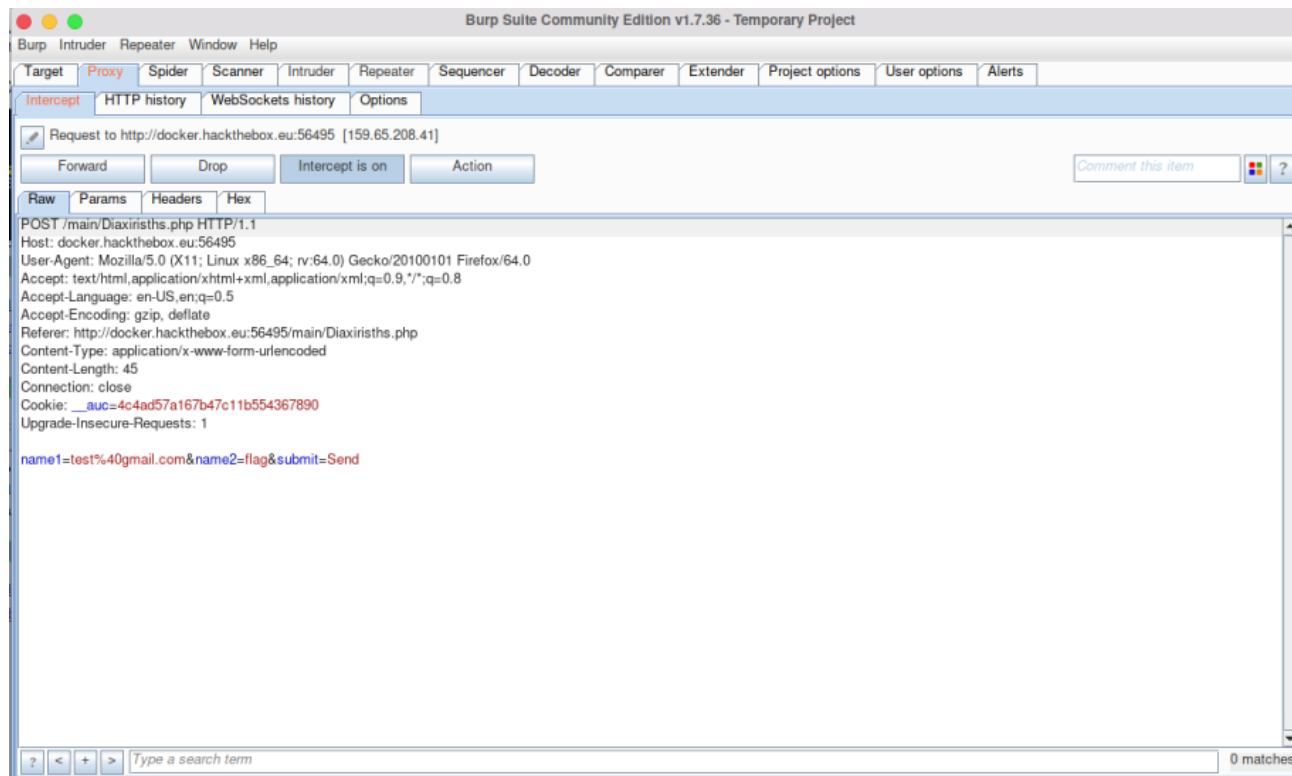 Burp Suite Community Edition v1.7.36 - Temporary Project
Burp Intruder Repeater Window Help
Target Proxy Spider Scanner Intruder Repeater Sequencer Decoder Comparer Extender Project options User options Alerts
Intercept HTTP history WebSockets history Options
Request to http://docker.hackthebox.eu:56495 [159.65.208.41]
Forward Drop Intercept is on Action Comment this item ?
Raw Params Headers Hex
POST /main/Diaxirisths.php HTTP/1.1
Host: docker.hackthebox.eu:56495
User-Agent: Mozilla/5.0 (X11; Linux x86_64; rv:64.0) Gecko/20100101 Firefox/64.0
Accept: text/html,application/xhtml+xml,application/xml;q=0.9,*/*;q=0.8
Accept-Language: en-US,en;q=0.5
Accept-Encoding: gzip, deflate
Referer: http://docker.hackthebox.eu:56495/main/Diaxirisths.php
Content-Type: application/x-www-form-urlencoded
Content-Length: 45
Connection: close
Cookie: __auc=4c4ad57a167b47c11b554367890
Upgrade-Insecure-Requests: 1
name1=test%40gmail.com&name2=flag&submit=Send
? < + > Type a search term 0 matches